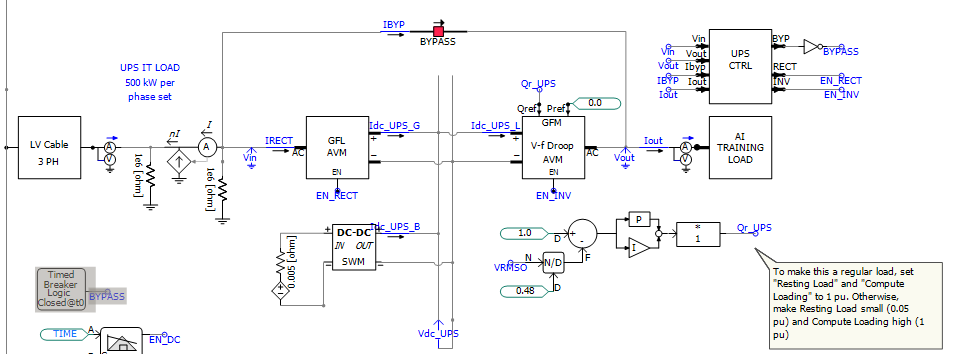 IBYP
BYPASS
UPS IT LOAD
500 kW per
phase set
LV Cable
3 PH
A
V
nI
I
A
1e6 [ohm]
1e6 [ohm]
IRECT
Vin
AC
GFL
AVM
EN
EN_RECT
+
Idc_UPS_G
Idc_UPS_L
Qr_UPS
0.0
Qref
Pref
GFM
V-f Droop
AVM
EN
AC
EN_INV
Vout
Iout
A
V
AI
TRAINING
LOAD
Vin
Vin
Vout
Vout
Ibyp
IBYP
Iout
Iout
UPS
CTRL
BYP
BYPASS
RECT
EN_RECT
INV
EN_INV
0.005 [ohm]
DC-DC
IN OUT
SWM
Idc_UPS_B
Vdc_UPS
1.0
D
+
-
F
VRMSO
N
N/D
D
0.48
P
I
*
1
Qr_UPS
To make this a regular load, set
"Resting Load" and "Compute
Loading" to 1 pu. Otherwise,
make Resting Load small (0.05
pu) and Compute Loading high (1
pu)
Timed
Breaker
Logic
Closed@t0
BYPASS
TIME
A
EN_DC